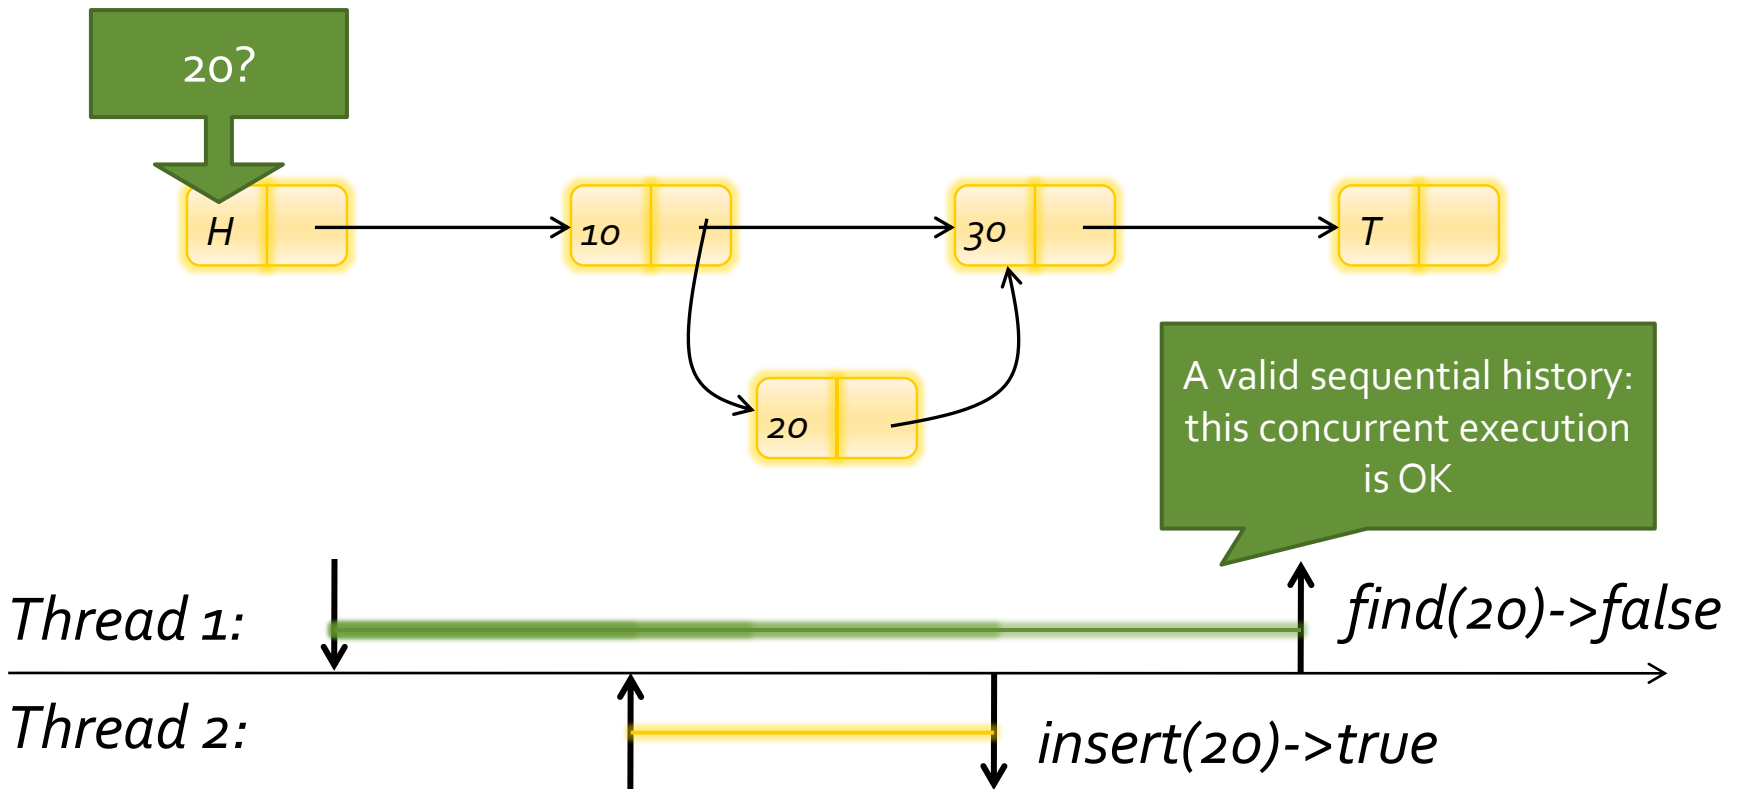 20?
H
10
30
T
20
A valid sequential history:
this concurrent execution
is OK
Thread 1:
find(20)->false
Thread 2:
insert(20)->true